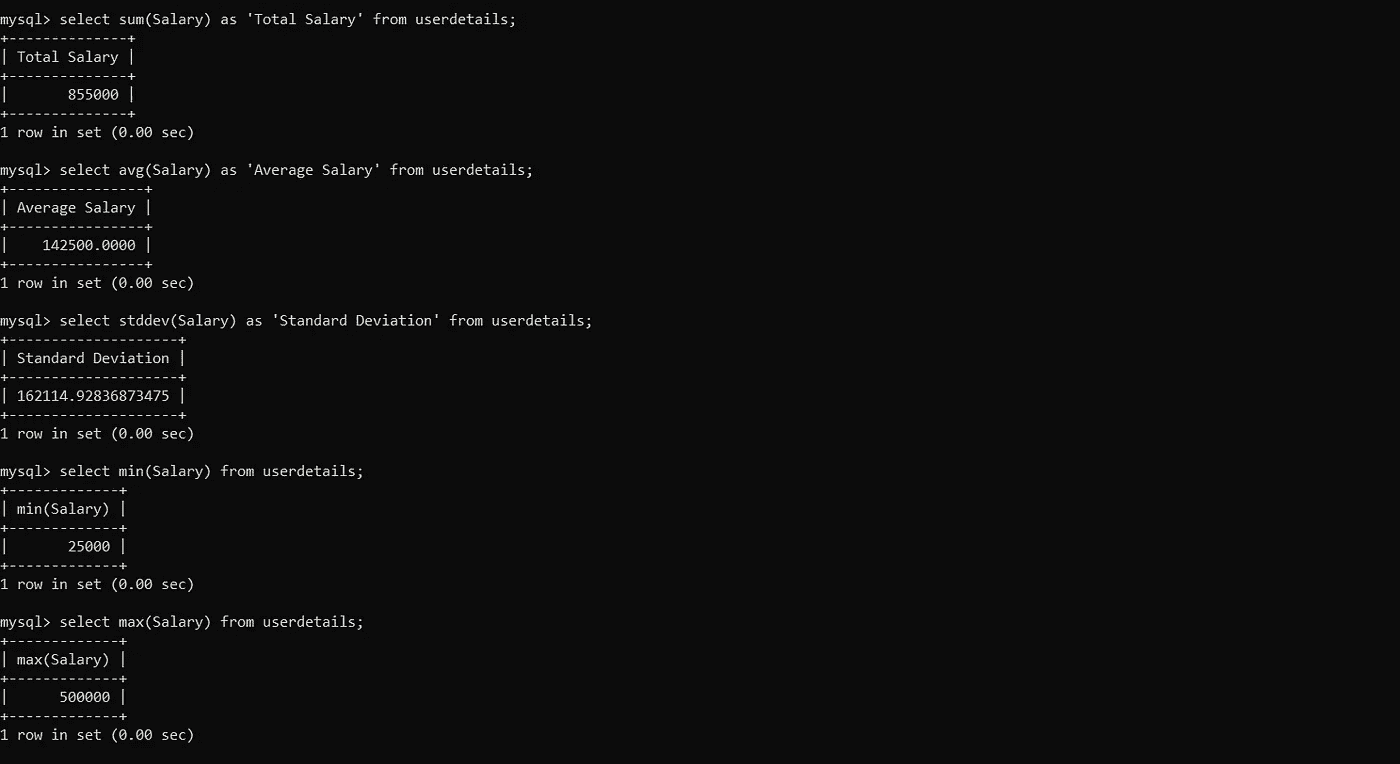 mysql> select sum(Salary) as 'Total Salary' from userdetails;
+--------------+
| Total Salary |
+--------------+
|       855000 |
+--------------+
1 row in set (0.00 sec)

mysql> select avg(Salary) as 'Average Salary' from userdetails;
+----------------+
| Average Salary |
+----------------+
|    142500.0000 |
+----------------+
1 row in set (0.00 sec)

mysql> select stddev(Salary) as 'Standard Deviation' from userdetails;
+--------------------+
| Standard Deviation |
+--------------------+
| 162114.92836873475 |
+--------------------+
1 row in set (0.00 sec)

mysql> select min(Salary) from userdetails;
+-------------+
| min(Salary) |
+-------------+
|       25000 |
+-------------+
1 row in set (0.00 sec)

mysql> select max(Salary) from userdetails;
+-------------+
| max(Salary) |
+-------------+
|      500000 |
+-------------+
1 row in set (0.00 sec)